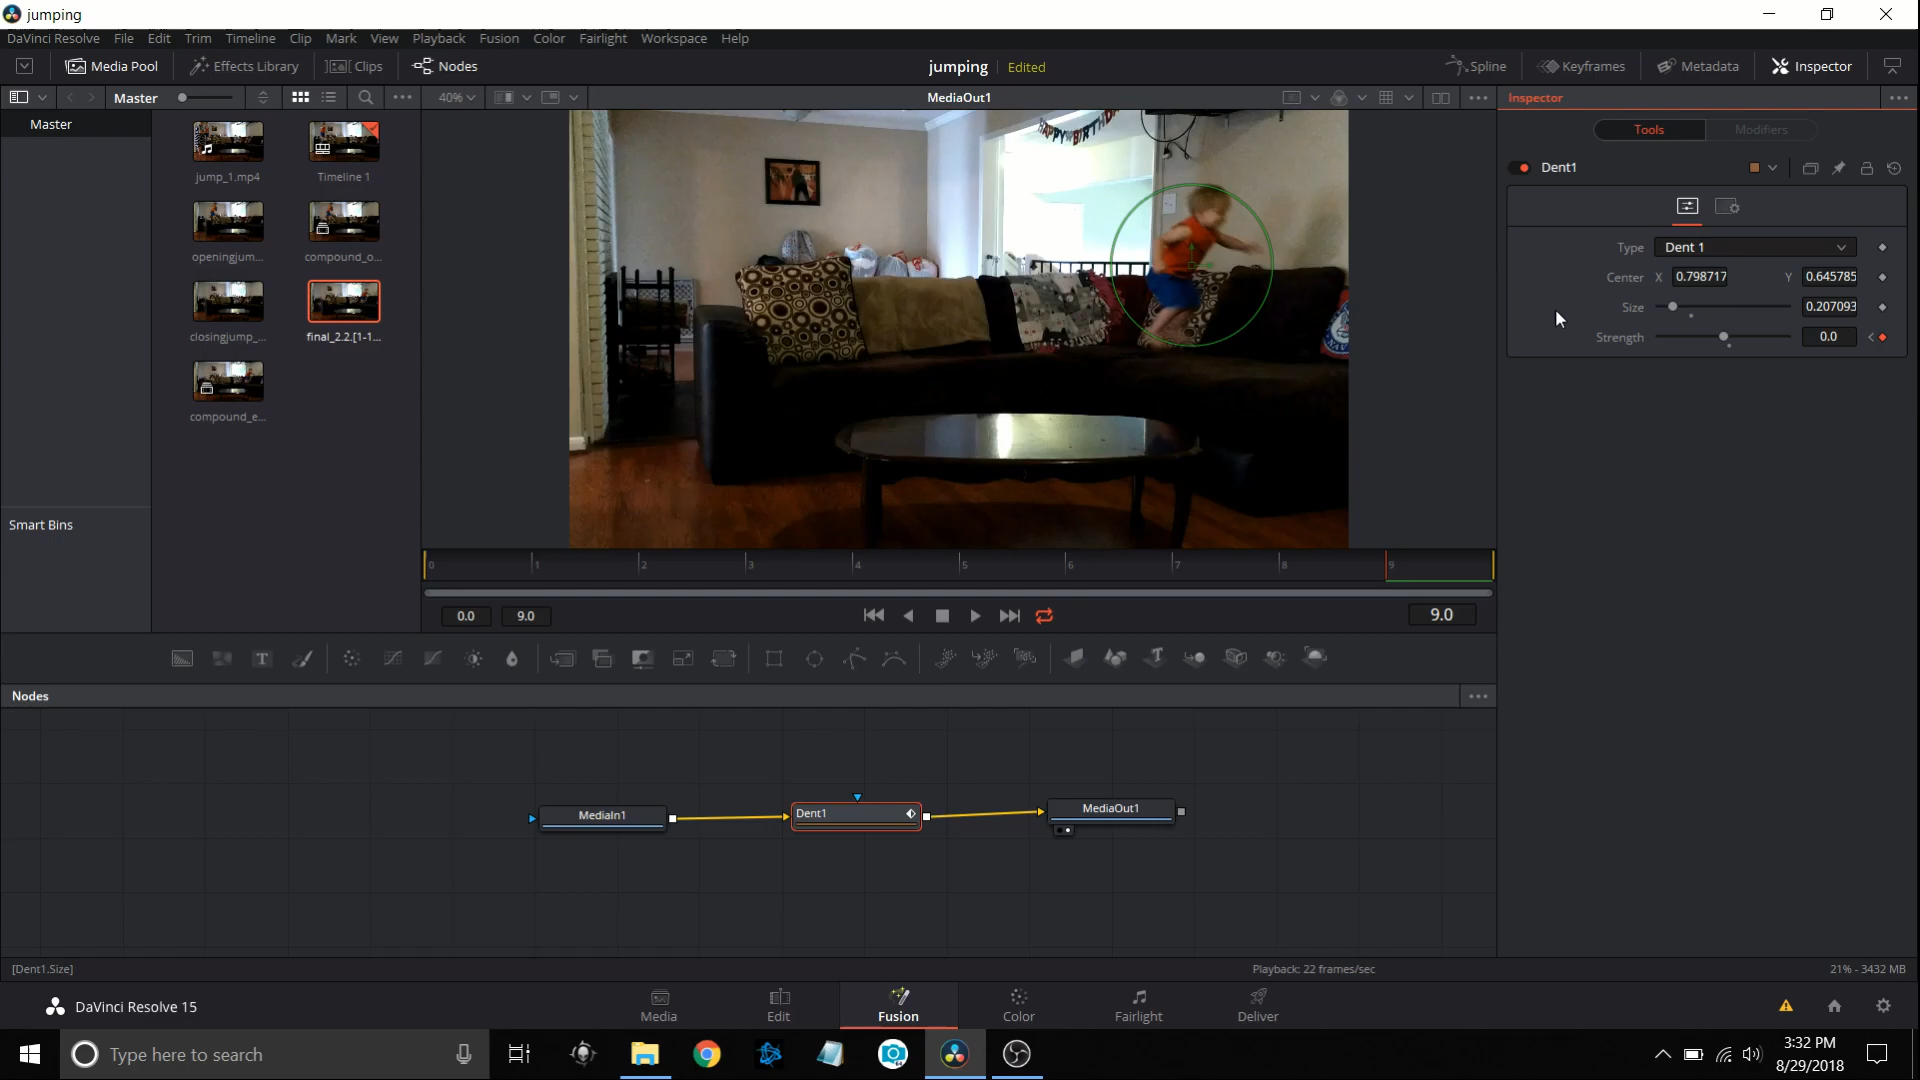 jumping
DaVinci Resolve File Edit Trim Timeline Clip Mark View Playback Fusion Color Fairlight Workspace Help
Media Pool Effects Library Clips Nodes jumping Edited Spline Keyframes Metadata Inspector
Master 40% MediaOut1 Inspector
Master
Tools Modifiers
HAPPY BIRTHD
jump_1.mp4 Timeline 1
Dent1
openingjum... compound_o...
Type Dent 1
Center X 0.798717 Y 0.645785
Size 0.207093
closingjump_... final_2.2.[1-1...
Strength 0.0
compound_e...
Smart Bins
0 1 2 3 4 5 6 7 8 9
0.0 9.0 9.0
T T
Nodes
MediaIn1 Dent1 MediaOut1
[Dent1.Size] Playback: 22 frames/sec 21% - 3432 MB
DaVinci Resolve 15 Media Edit Fusion Color Fairlight Deliver
Type here to search
3:32 PM
8/29/2018